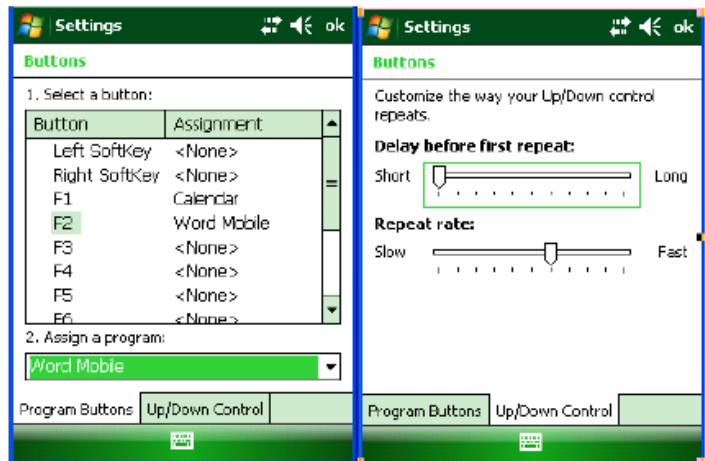 Settings ok
Buttons
1. Select a button:
Button Assignment
Left SoftKey <None>
Right SoftKey <None>
F1 Calendar
F2 Word Mobile
F3 <None>
F4 <None>
F5 <None>
F6 <None>
2. Assign a program:
Word Mobile
Program Buttons Up/Down Control
Settings ok
Buttons
Customize the way your Up/Down control
repeats.
Delay before first repeat:
Short Long
Repeat rate:
Slow Fast
Program Buttons Up/Down Control